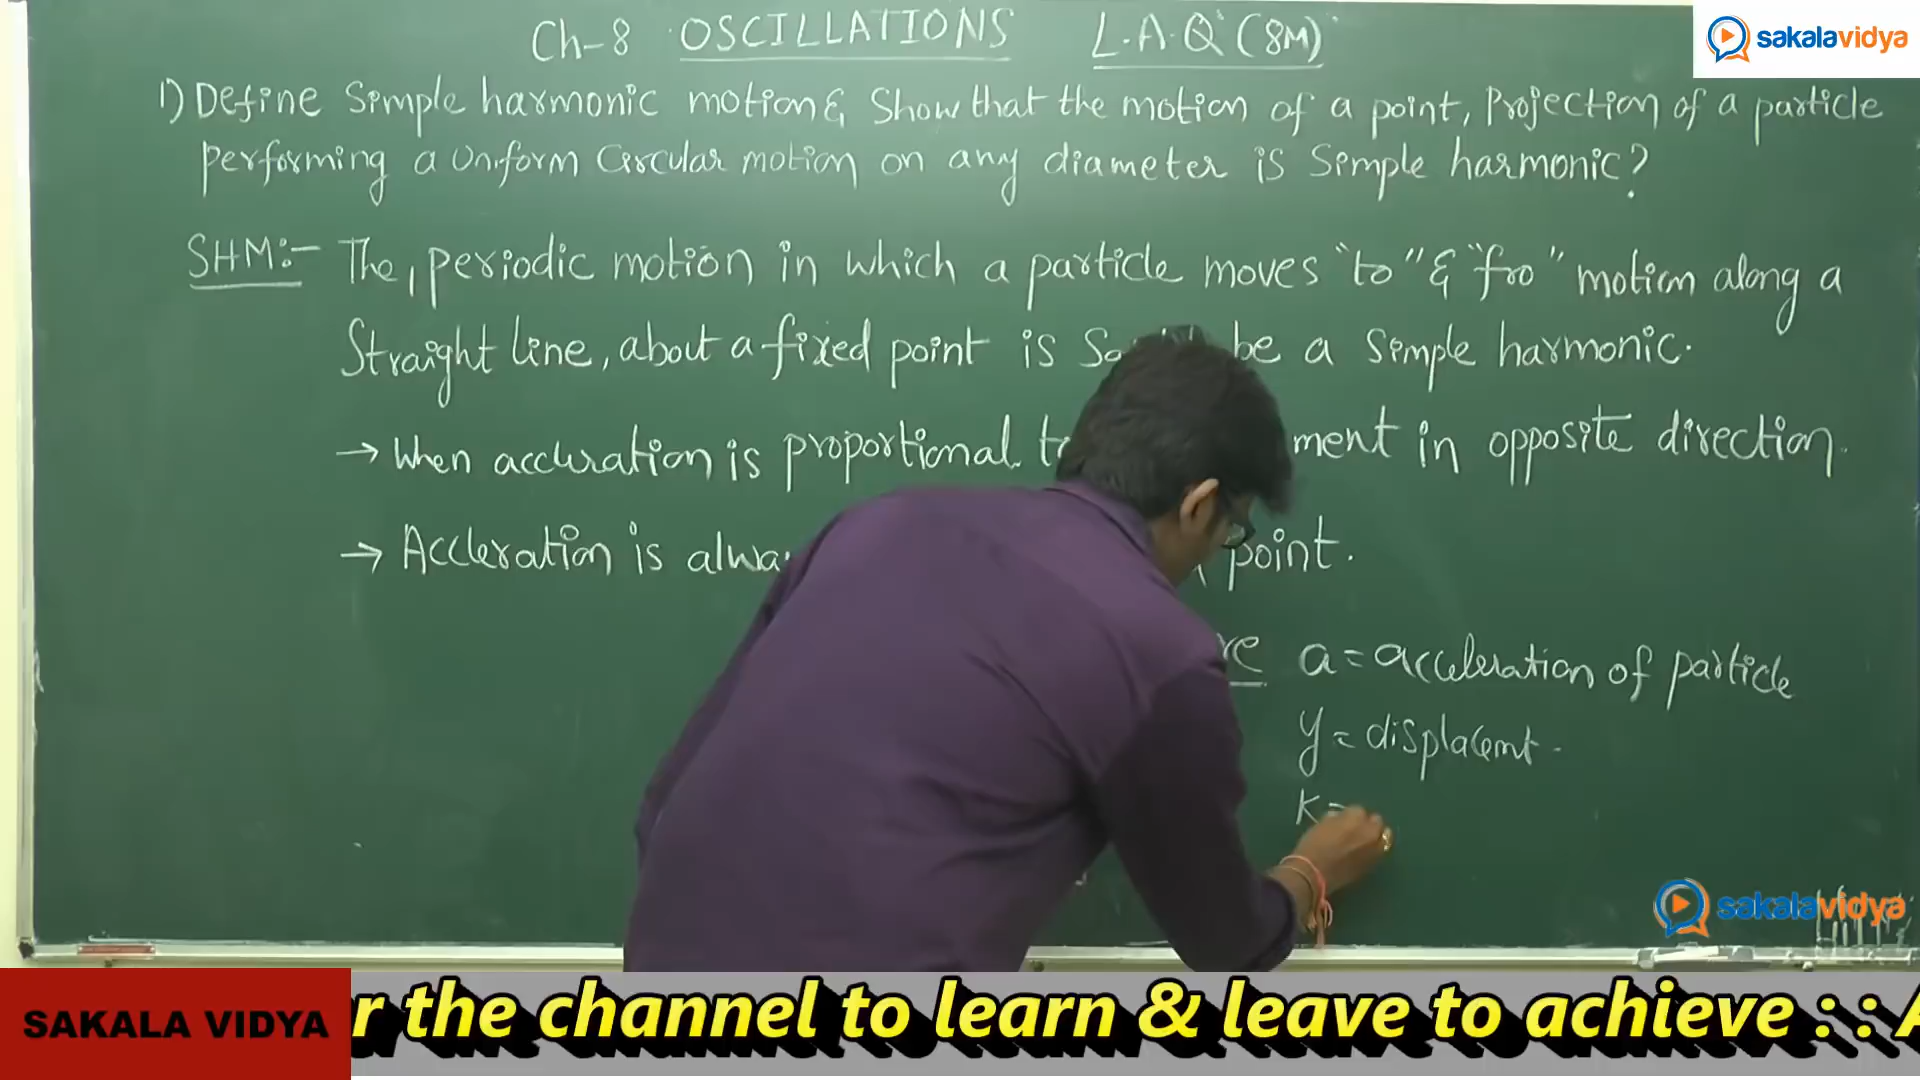 Ch-8 OSCILLATIONS L.A.Q (8M)
sakalavidya
1) Define Simple harmonic motion & Show that the motion of a point, Projection of a particle
performing a Uniform Circular motion on any diameter is Simple harmonic?
SHM:- The, periodic motion in which a particle moves "to" & "fro" motion along a
Straight line, about a fixed point is be a Simple harmonic.
→ When accluration is proportional ment in opposite direction.
→ Accleration is point.
a = acceleration of particle
y = displacemt.
K =
sakalavidya
SAKALA VIDYA
r the channel to learn & leave to achieve : : A